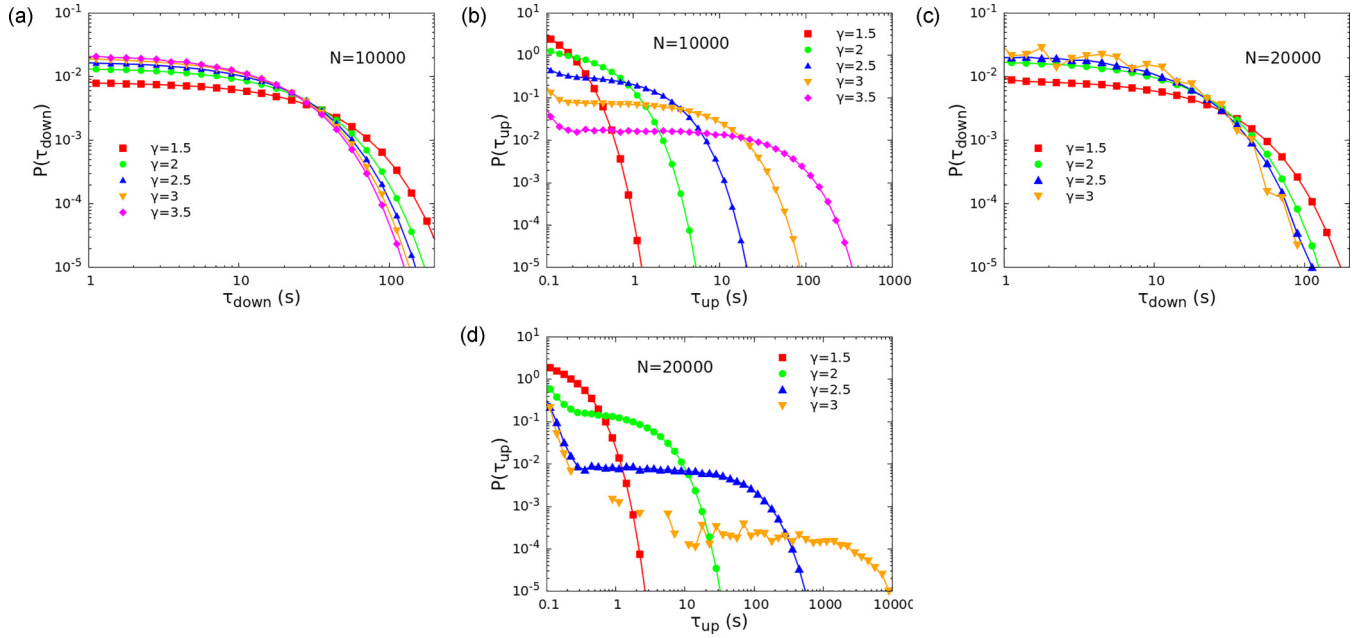 (a)
P(τdown)
10⁻¹
10⁻²
10⁻³
10⁻⁴
10⁻⁵
N=10000
γ=1.5
γ=2
γ=2.5
γ=3
γ=3.5
1 10 100
τdown (s)
(b)
P(τup)
10¹
10⁰
10⁻¹
10⁻²
10⁻³
10⁻⁴
10⁻⁵
N=10000
γ=1.5
γ=2
γ=2.5
γ=3
γ=3.5
0.1 1 10 100 1000
τup (s)
(c)
P(τdown)
10⁻¹
10⁻²
10⁻³
10⁻⁴
10⁻⁵
N=20000
γ=1.5
γ=2
γ=2.5
γ=3
1 10 100
τdown (s)
(d)
P(τup)
10¹
10⁰
10⁻¹
10⁻²
10⁻³
10⁻⁴
10⁻⁵
N=20000
γ=1.5
γ=2
γ=2.5
γ=3
0.1 1 10 100 1000 10000
τup (s)